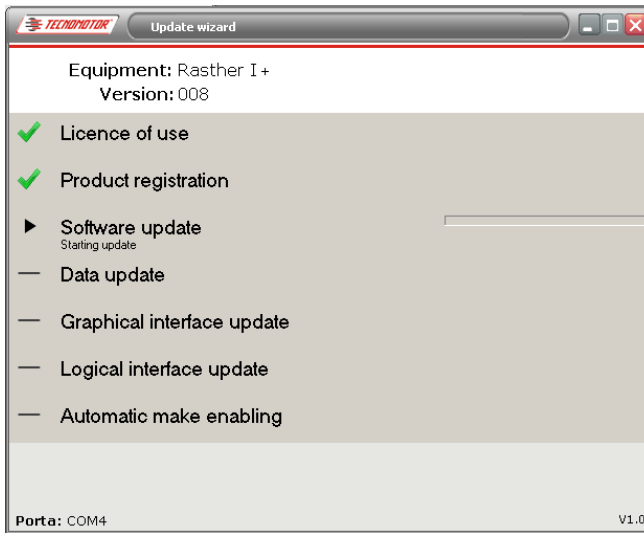 TECNOMOTOR Update wizard
Equipment: Rasther I+
Version: 008
Licence of use
Product registration
Software update
Starting update
Data update
Graphical interface update
Logical interface update
Automatic make enabling
Porta: COM4 V1.0